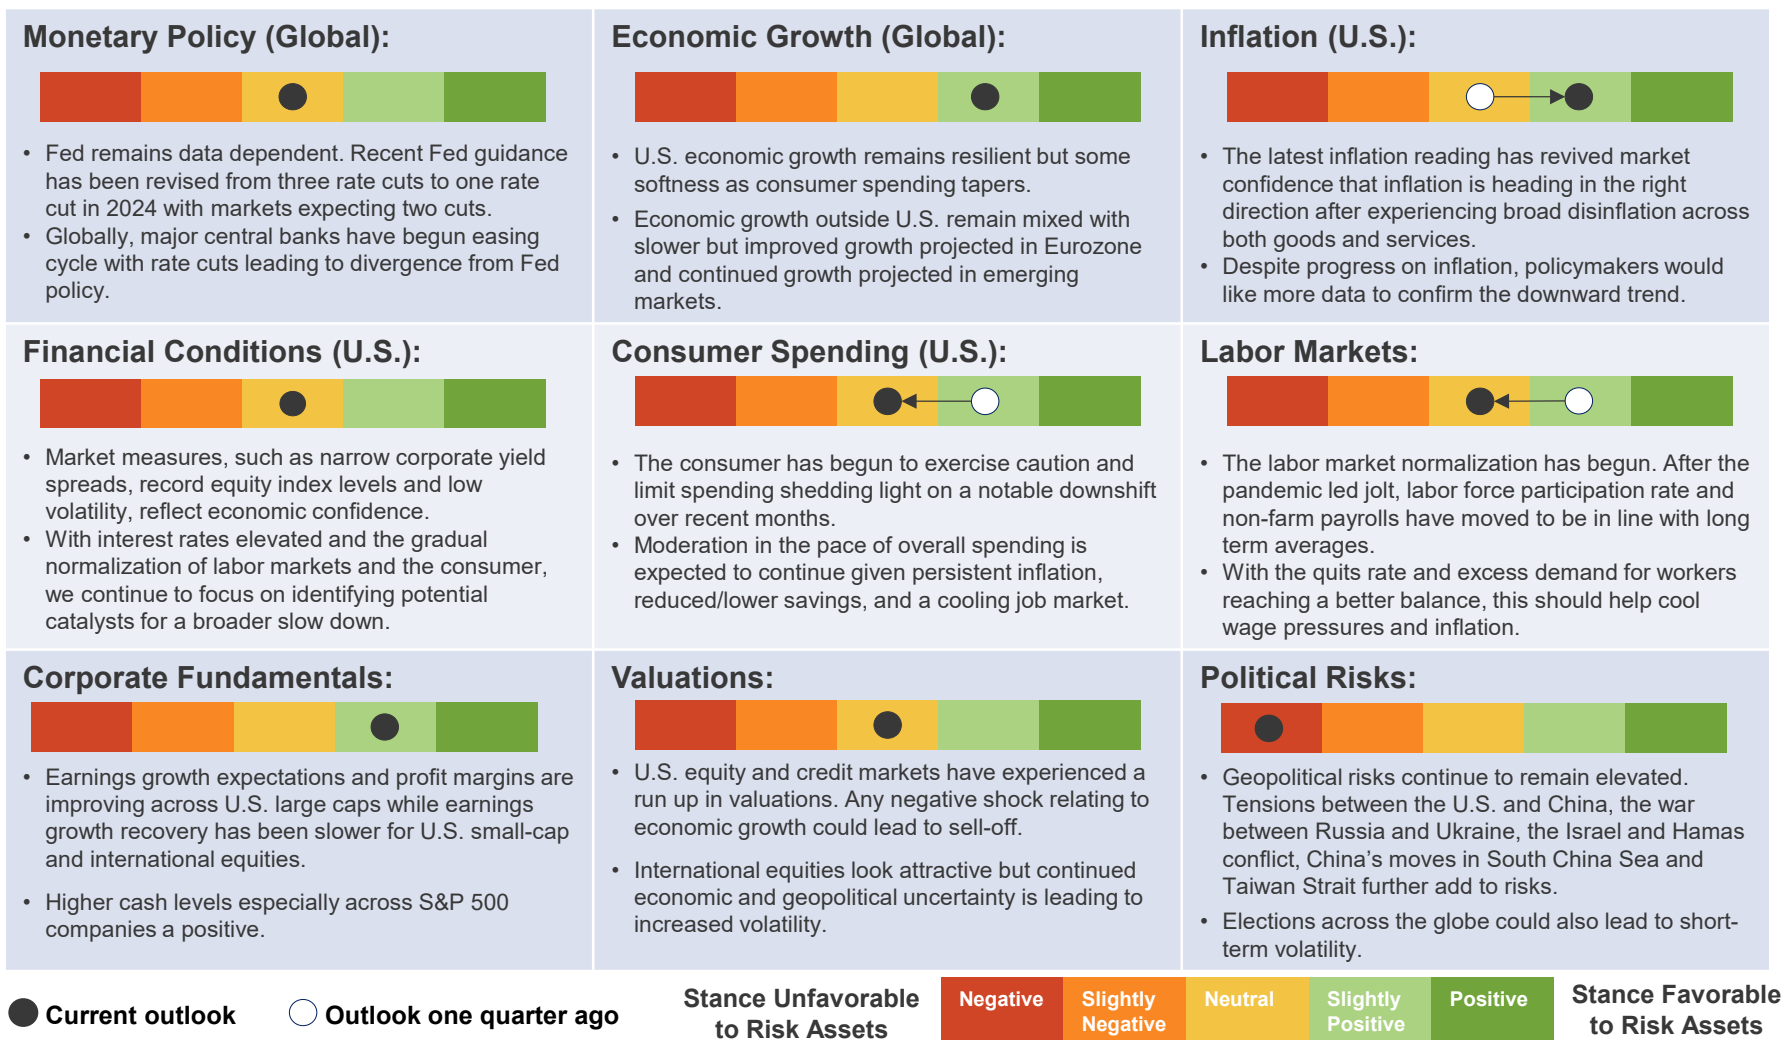 Monetary Policy (Global):
• Fed remains data dependent. Recent Fed guidance
has been revised from three rate cuts to one rate
cut in 2024 with markets expecting two cuts.
• Globally, major central banks have begun easing
cycle with rate cuts leading to divergence from Fed
policy.
Economic Growth (Global):
• U.S. economic growth remains resilient but some
softness as consumer spending tapers.
• Economic growth outside U.S. remain mixed with
slower but improved growth projected in Eurozone
and continued growth projected in emerging
markets.
Inflation (U.S.):
• The latest inflation reading has revived market
confidence that inflation is heading in the right
direction after experiencing broad disinflation across
both goods and services.
• Despite progress on inflation, policymakers would
like more data to confirm the downward trend.
Financial Conditions (U.S.):
• Market measures, such as narrow corporate yield
spreads, record equity index levels and low
volatility, reflect economic confidence.
• With interest rates elevated and the gradual
normalization of labor markets and the consumer,
we continue to focus on identifying potential
catalysts for a broader slow down.
Consumer Spending (U.S.):
• The consumer has begun to exercise caution and
limit spending shedding light on a notable downshift
over recent months.
• Moderation in the pace of overall spending is
expected to continue given persistent inflation,
reduced/lower savings, and a cooling job market.
Labor Markets:
• The labor market normalization has begun. After the
pandemic led jolt, labor force participation rate and
non-farm payrolls have moved to be in line with long
term averages.
• With the quits rate and excess demand for workers
reaching a better balance, this should help cool
wage pressures and inflation.
Corporate Fundamentals:
• Earnings growth expectations and profit margins are
improving across U.S. large caps while earnings
growth recovery has been slower for U.S. small-cap
and international equities.
• Higher cash levels especially across S&P 500
companies a positive.
Valuations:
• U.S. equity and credit markets have experienced a
run up in valuations. Any negative shock relating to
economic growth could lead to sell-off.
• International equities look attractive but continued
economic and geopolitical uncertainty is leading to
increased volatility.
Political Risks:
• Geopolitical risks continue to remain elevated.
Tensions between the U.S. and China, the war
between Russia and Ukraine, the Israel and Hamas
conflict, China's moves in South China Sea and
Taiwan Strait further add to risks.
• Elections across the globe could also lead to short-
term volatility.
Current outlook
Outlook one quarter ago
Stance Unfavorable
to Risk Assets
Negative
Slightly
Negative
Neutral
Slightly
Positive
Positive
Stance Favorable
to Risk Assets